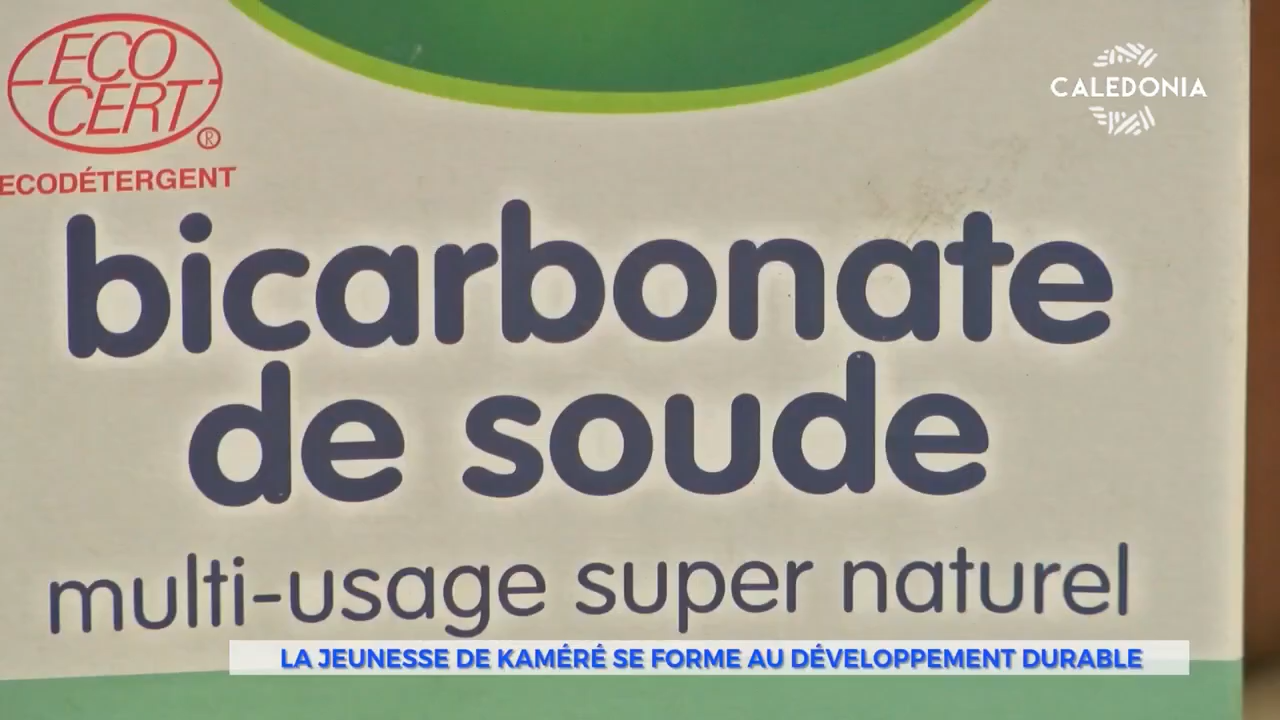 ECO
CERT®
ECODÉTERGENT
CALEDONIA
bicarbonate
de soude
multi-usage super naturel
LA JEUNESSE DE KAMÉRÉ SE FORME AU DÉVELOPPEMENT DURABLE